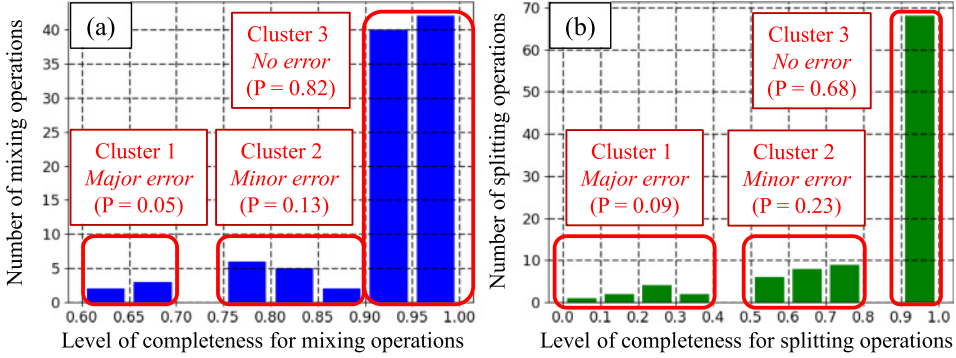 (a)
Number of mixing operations
40
35
30
25
20
15
10
5
0
Cluster 3
No error
(P = 0.82)
Cluster 1
Major error
(P = 0.05)
Cluster 2
Minor error
(P = 0.13)
0.60 0.65 0.70 0.75 0.80 0.85 0.90 0.95 1.00
Level of completeness for mixing operations
(b)
Number of splitting operations
70
60
50
40
30
20
10
0
Cluster 3
No error
(P = 0.68)
Cluster 1
Major error
(P = 0.09)
Cluster 2
Minor error
(P = 0.23)
0.0 0.1 0.2 0.3 0.4 0.5 0.6 0.7 0.8 0.9 1.0
Level of completeness for splitting operations